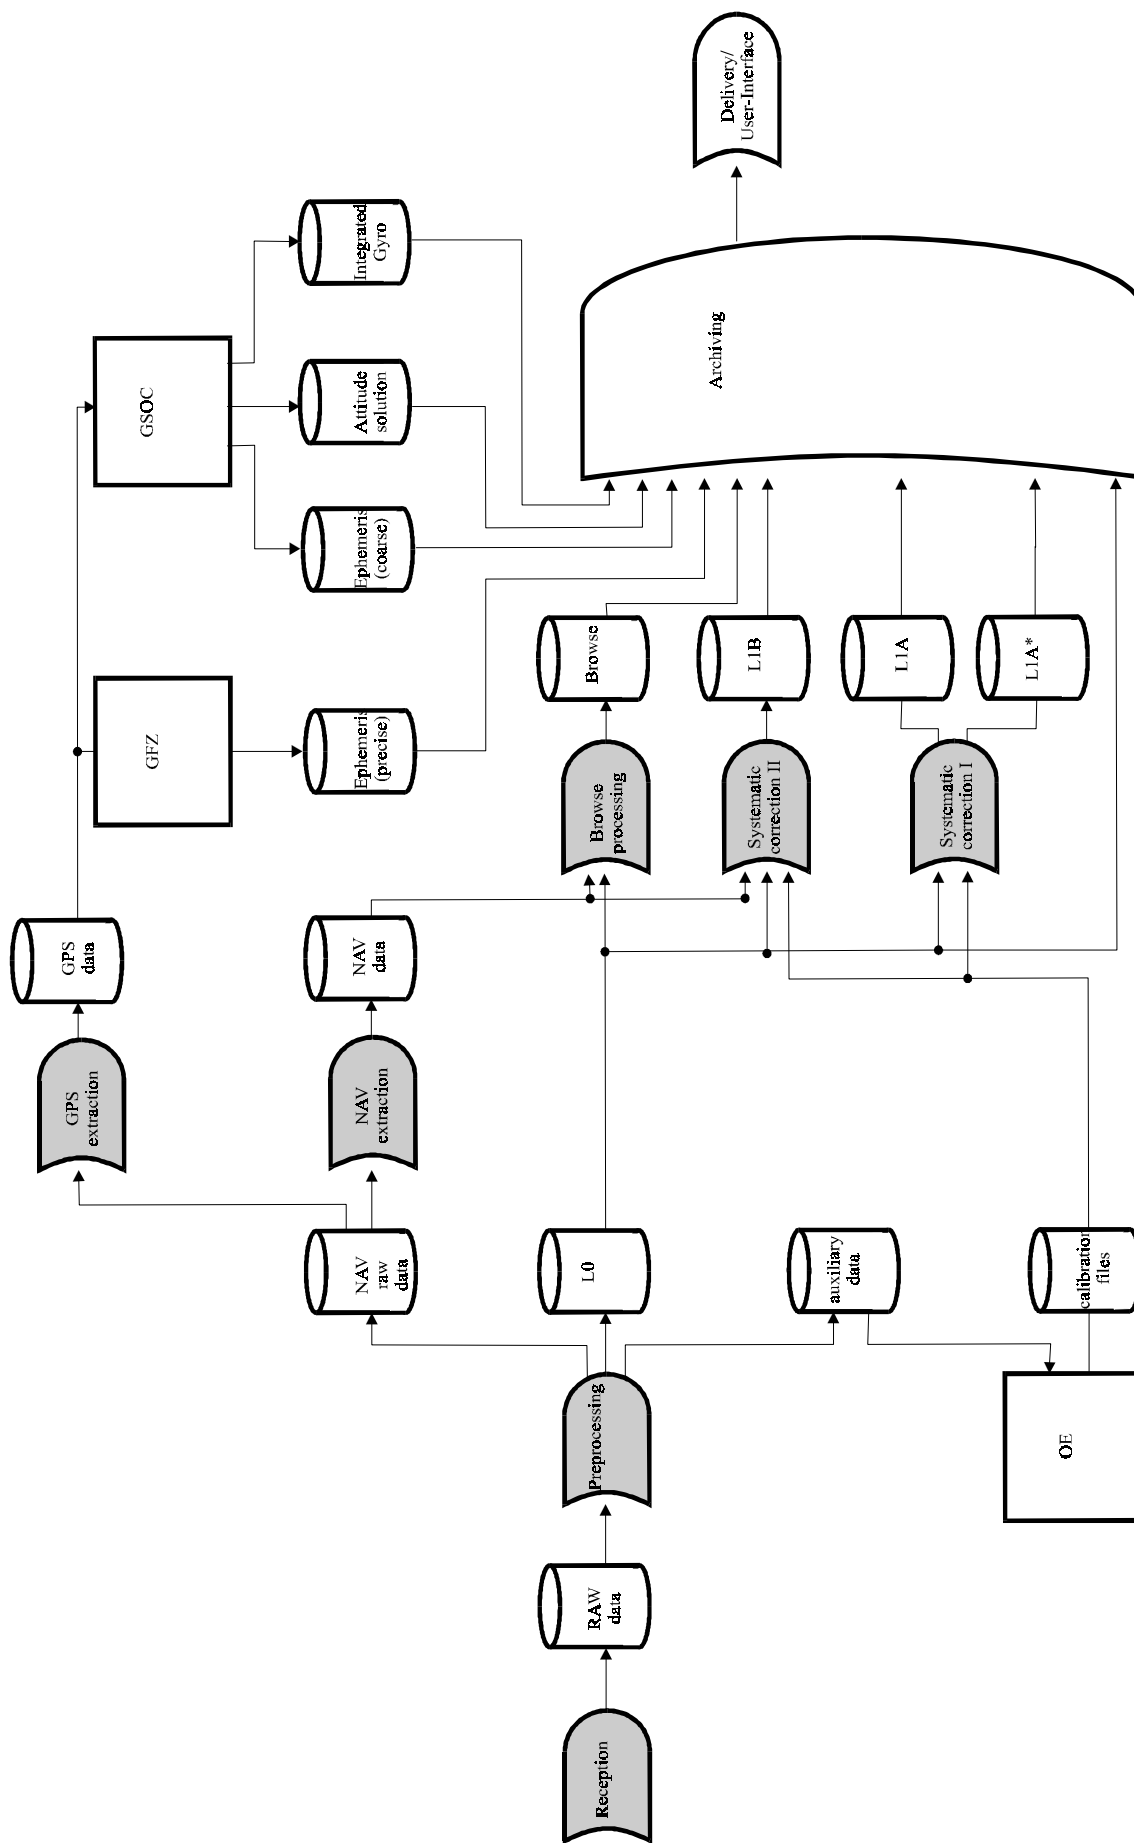 Reception
RAW
data
Preprocessing
NAV
raw
data
L0
auxiliary
data
OE
calibration
files
GPS
extraction
NAV
extraction
GPS
data
NAV
data
Browse
processing
Systematic
correction II
Systematic
correction I
GFZ
Ephemeris
(precise)
Browse
L1B
L1A
L1A*
GSOC
Ephemeris
(coarse)
Attitude
solution
Integrated
Gyro
Archiving
Delivery/
User-Interface